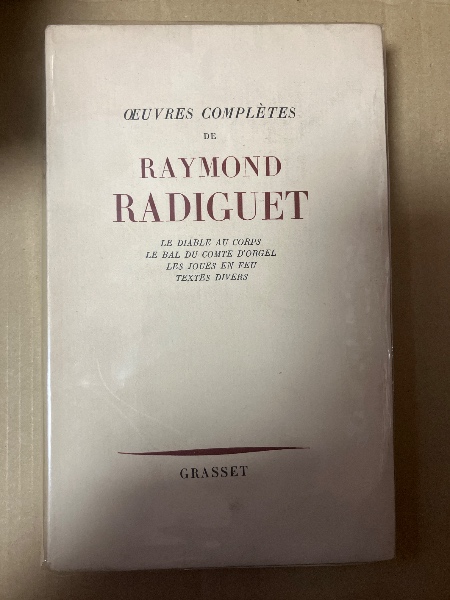 ŒUVRES COMPLÈTES
DE
RAYMOND
RADIGUET
LE DIABLE AU CORPS
LE BAL DU COMTE D'ORGEL
LES JOUES EN FEU
TEXTES DIVERS
GRASSET